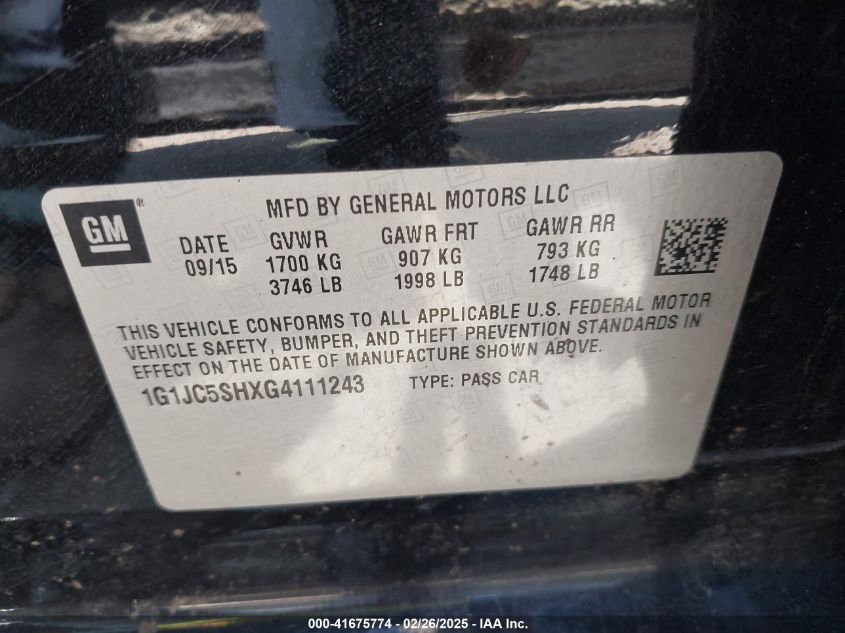 GM®
MFD BY GENERAL MOTORS LLC
DATE GVWR GAWR FRT GAWR RR
09/15 1700 KG 907 KG 793 KG
3746 LB 1998 LB 1748 LB
THIS VEHICLE CONFORMS TO ALL APPLICABLE U.S. FEDERAL MOTOR
VEHICLE SAFETY, BUMPER, AND THEFT PREVENTION STANDARDS IN
EFFECT ON THE DATE OF MANUFACTURE SHOWN ABOVE.
1G1JC5SHXG4111243 TYPE: PASS CAR
000-41675774 - 02/26/2025 - IAA Inc.